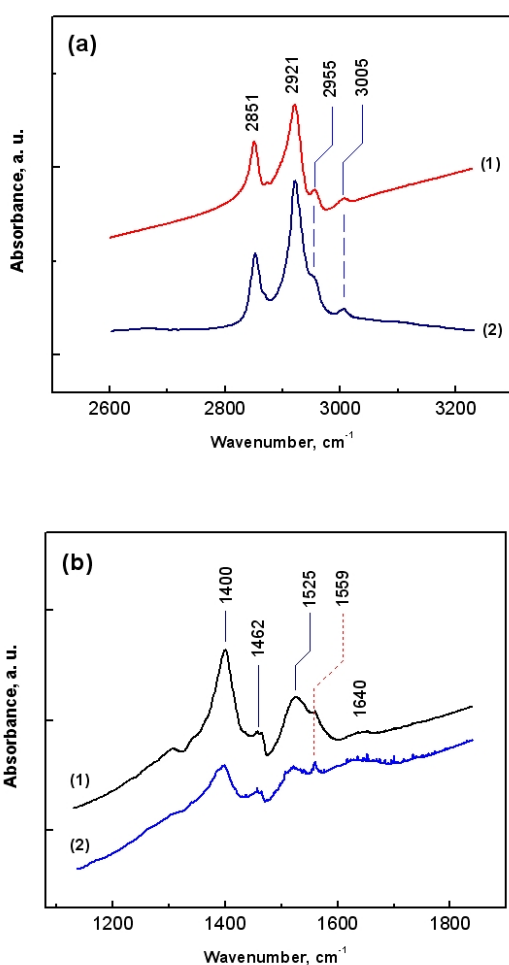 (a)
2851
2921
2955
3005
(1)
(2)
Absorbance, a. u.
2600 2800 3000 3200
Wavenumber, cm-1
(b)
1400
1462
1525
1559
1640
(1)
(2)
Absorbance, a. u.
1200 1400 1600 1800
Wavenumber, cm-1